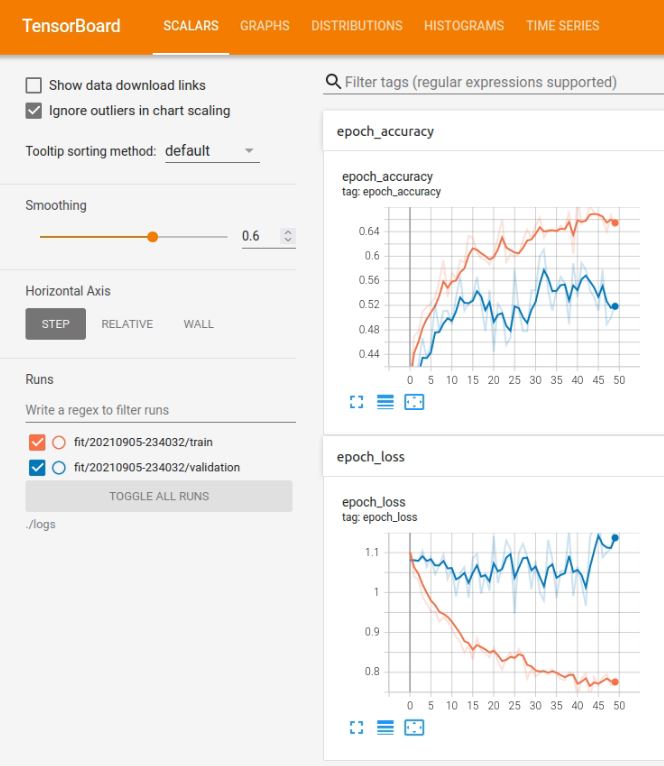 TensorBoard SCALARS GRAPHS DISTRIBUTIONS HISTOGRAMS TIME SERIES
Show data download links
Ignore outliers in chart scaling
Tooltip sorting method: default
Smoothing
0.6
Horizontal Axis
STEP RELATIVE WALL
Runs
Write a regex to filter runs
fit/20210905-234032/train
fit/20210905-234032/validation
TOGGLE ALL RUNS
./logs
Filter tags (regular expressions supported)
epoch_accuracy
epoch_accuracy
tag: epoch_accuracy
0.64
0.6
0.56
0.52
0.48
0.44
0 5 10 15 20 25 30 35 40 45 50
epoch_loss
epoch_loss
tag: epoch_loss
1.1
1
0.9
0.8
0 5 10 15 20 25 30 35 40 45 50